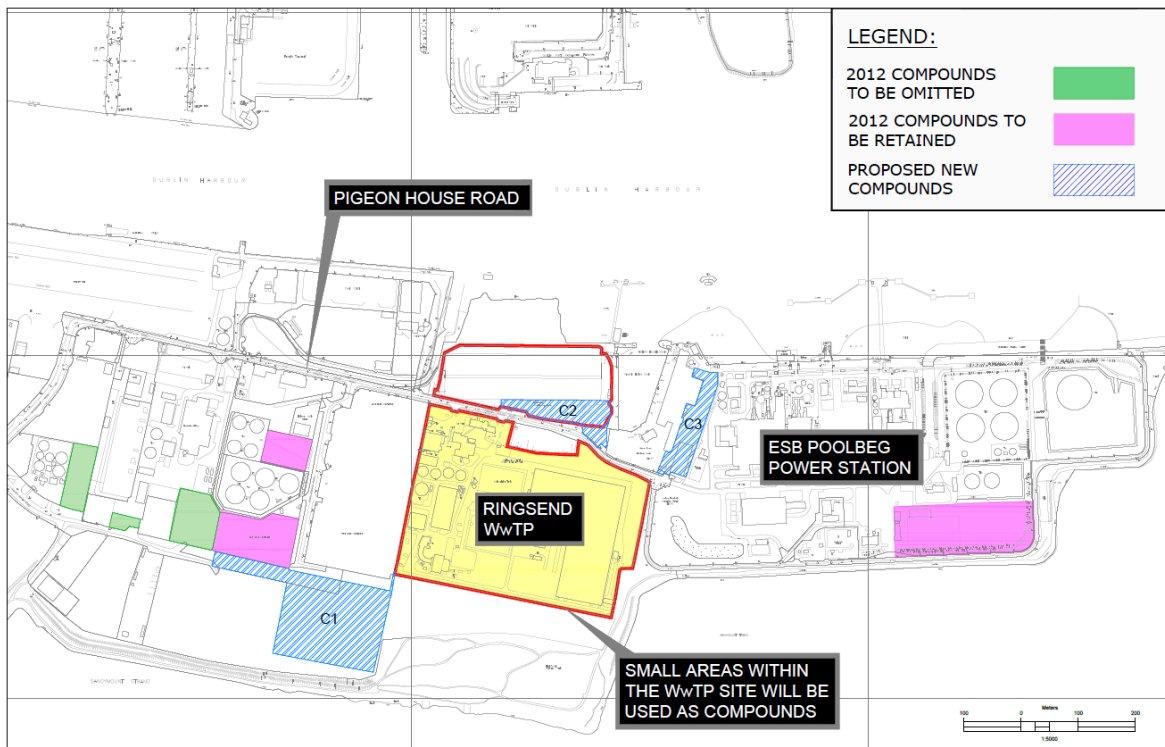 LEGEND:
2012 COMPOUNDS
TO BE OMITTED
2012 COMPOUNDS TO
BE RETAINED
PROPOSED NEW
COMPOUNDS
DUBLIN HARBOUR
DUBLIN HARBOUR
PIGEON HOUSE ROAD
C2
C3
ESB POOLBEG
POWER STATION
RINGSEND
WwTP
C1
SMALL AREAS WITHIN
THE WwTP SITE WILL BE
USED AS COMPOUNDS
SANDYMOUNT STRAND
Meters
100 0 100 200
1:5000